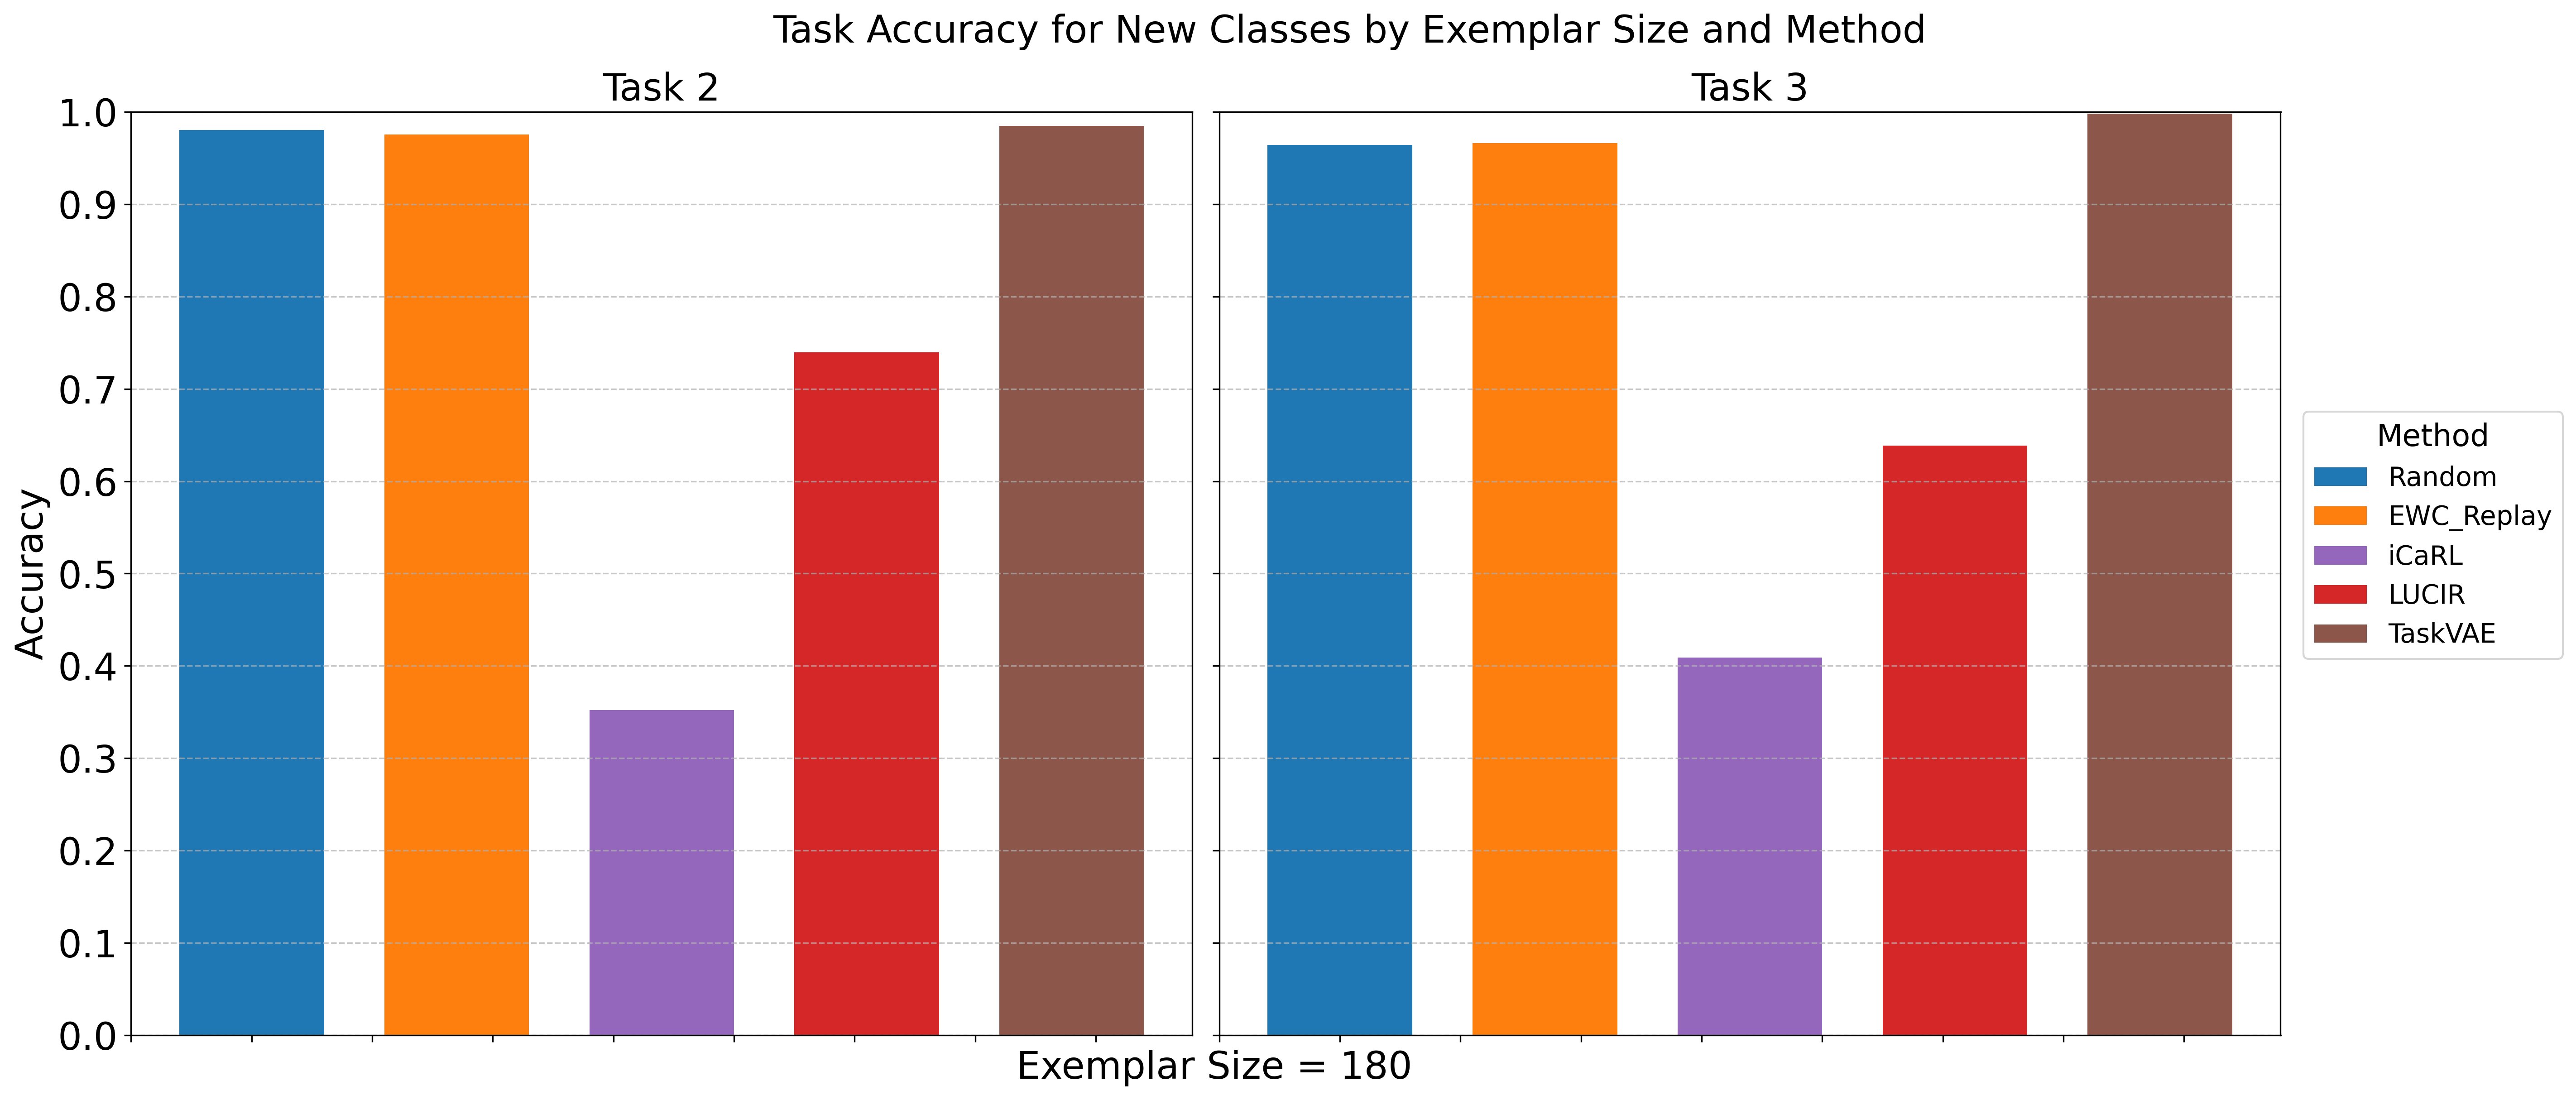 Task Accuracy for New Classes by Exemplar Size and Method
Task 2
Task 3
1.0
0.9
0.8
0.7
0.6
0.5
0.4
0.3
0.2
0.1
0.0
Accuracy
Exemplar Size = 180
Method
Random
EWC_Replay
iCaRL
LUCIR
TaskVAE